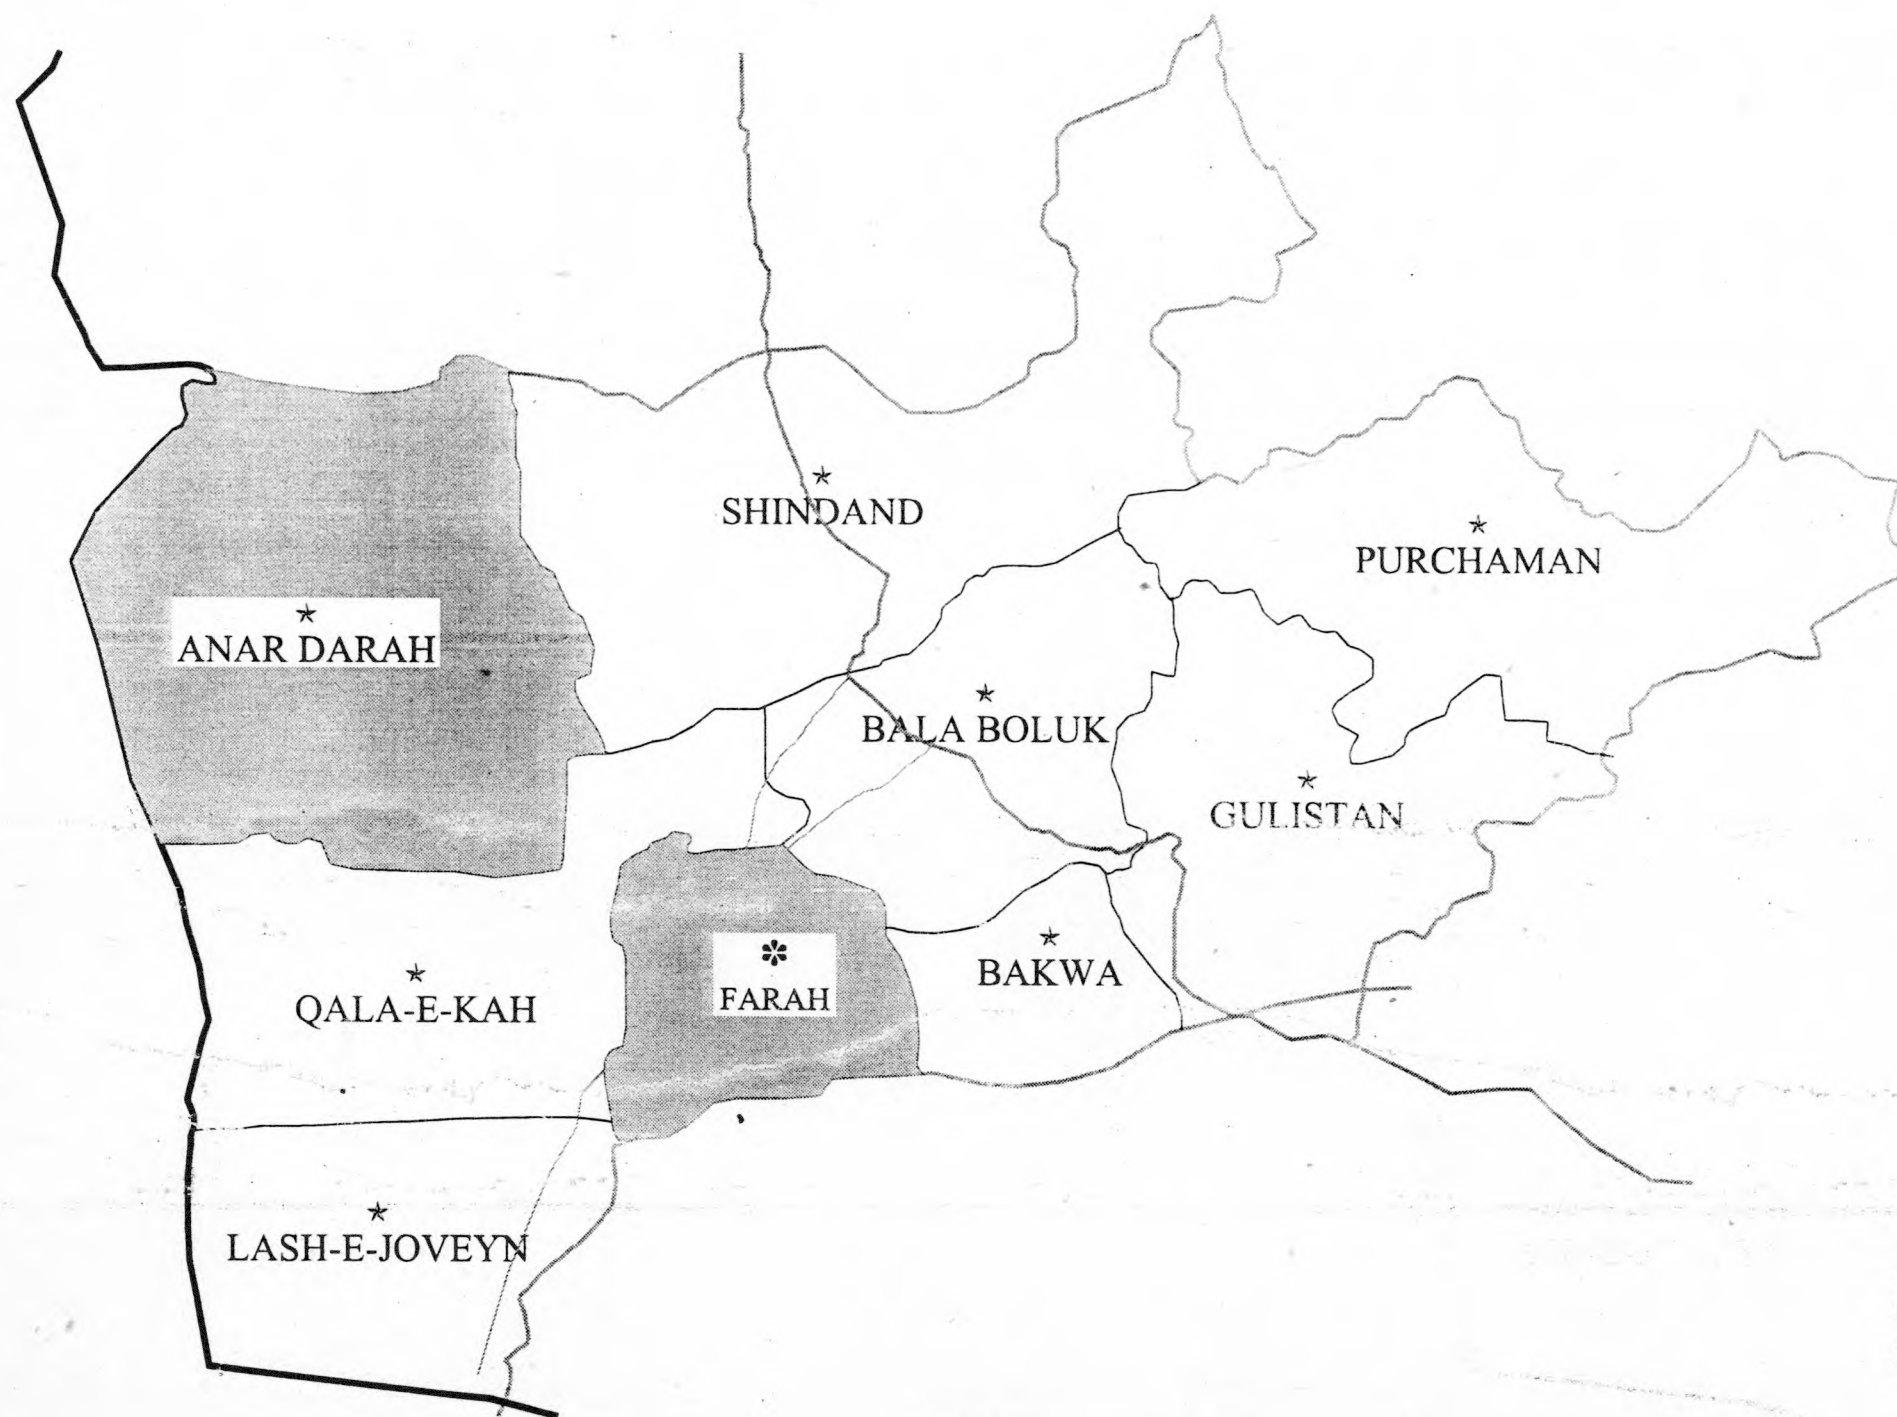 SHINDAND
PURCHAMAN
ANAR DARAH
BALA BOLUK
GULISTAN
BAKWA
QALA-E-KAH
FARAH
LASH-E-JOVEYN